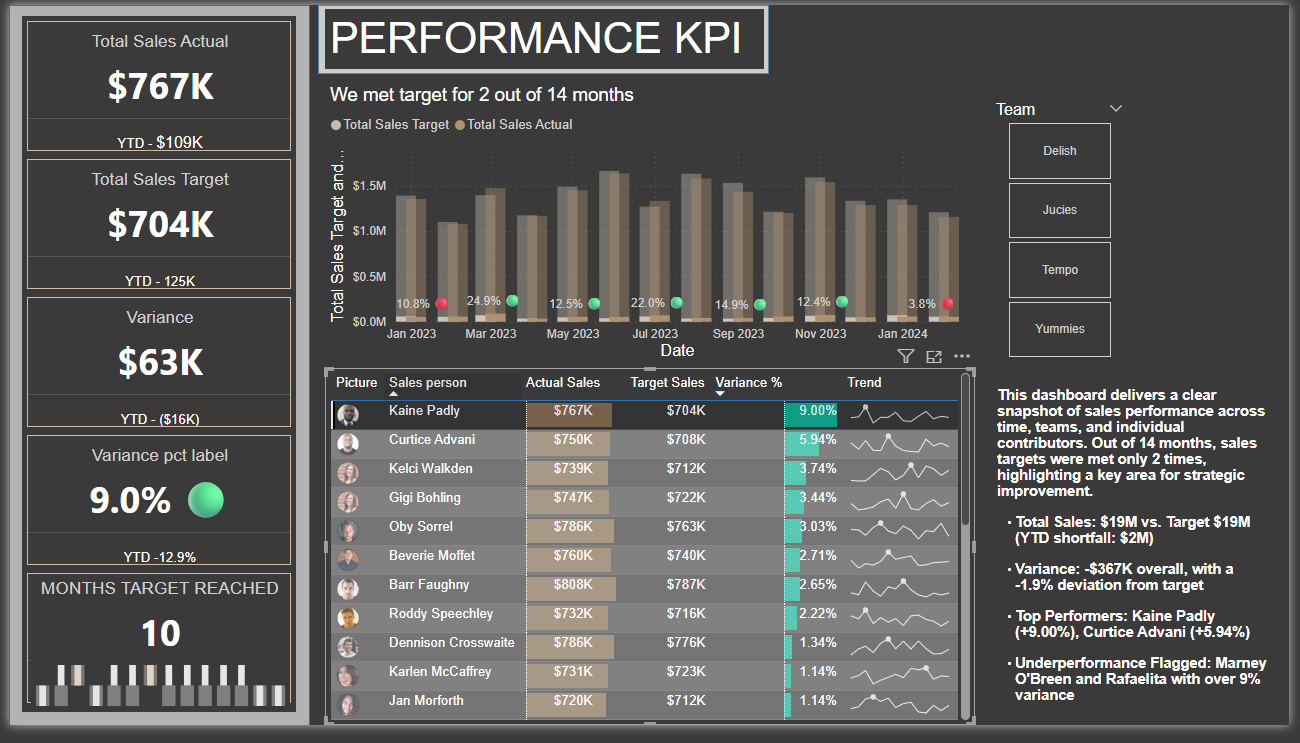 Total Sales Actual
$767K
YTD - $109K
Total Sales Target
$704K
YTD - 125K
Variance
$63K
YTD - ($16K)
Variance pct label
9.0%
YTD -12.9%
MONTHS TARGET REACHED
10
PERFORMANCE KPI
We met target for 2 out of 14 months
Total Sales Target Total Sales Actual
Total Sales Target and...
$1.5M
$1.0M
$0.5M
$0.0M
10.8% 24.9% 12.5% 22.0% 14.9% 12.4% 3.8%
Jan 2023 Mar 2023 May 2023 Jul 2023 Sep 2023 Nov 2023 Jan 2024
Date
Picture Sales person Actual Sales Target Sales Variance % Trend
Kaine Padly $767K $704K 9.00%
Curtice Advani $750K $708K 5.94%
Kelci Walkden $739K $712K 3.74%
Gigi Bohling $747K $722K 3.44%
Oby Sorrel $786K $763K 3.03%
Beverie Moffet $760K $740K 2.71%
Barr Faughny $808K $787K 2.65%
Roddy Speechley $732K $716K 2.22%
Dennison Crosswaite $786K $776K 1.34%
Karlen McCaffrey $731K $723K 1.14%
Jan Morforth $720K $712K 1.14%
Team
Delish
Jucies
Tempo
Yummies
This dashboard delivers a clear
snapshot of sales performance across
time, teams, and individual
contributors. Out of 14 months, sales
targets were met only 2 times,
highlighting a key area for strategic
improvement.
· Total Sales: $19M vs. Target $19M
(YTD shortfall: $2M)
· Variance: -$367K overall, with a
-1.9% deviation from target
· Top Performers: Kaine Padly
(+9.00%), Curtice Advani (+5.94%)
· Underperformance Flagged: Marney
O'Breen and Rafaelita with over 9%
variance